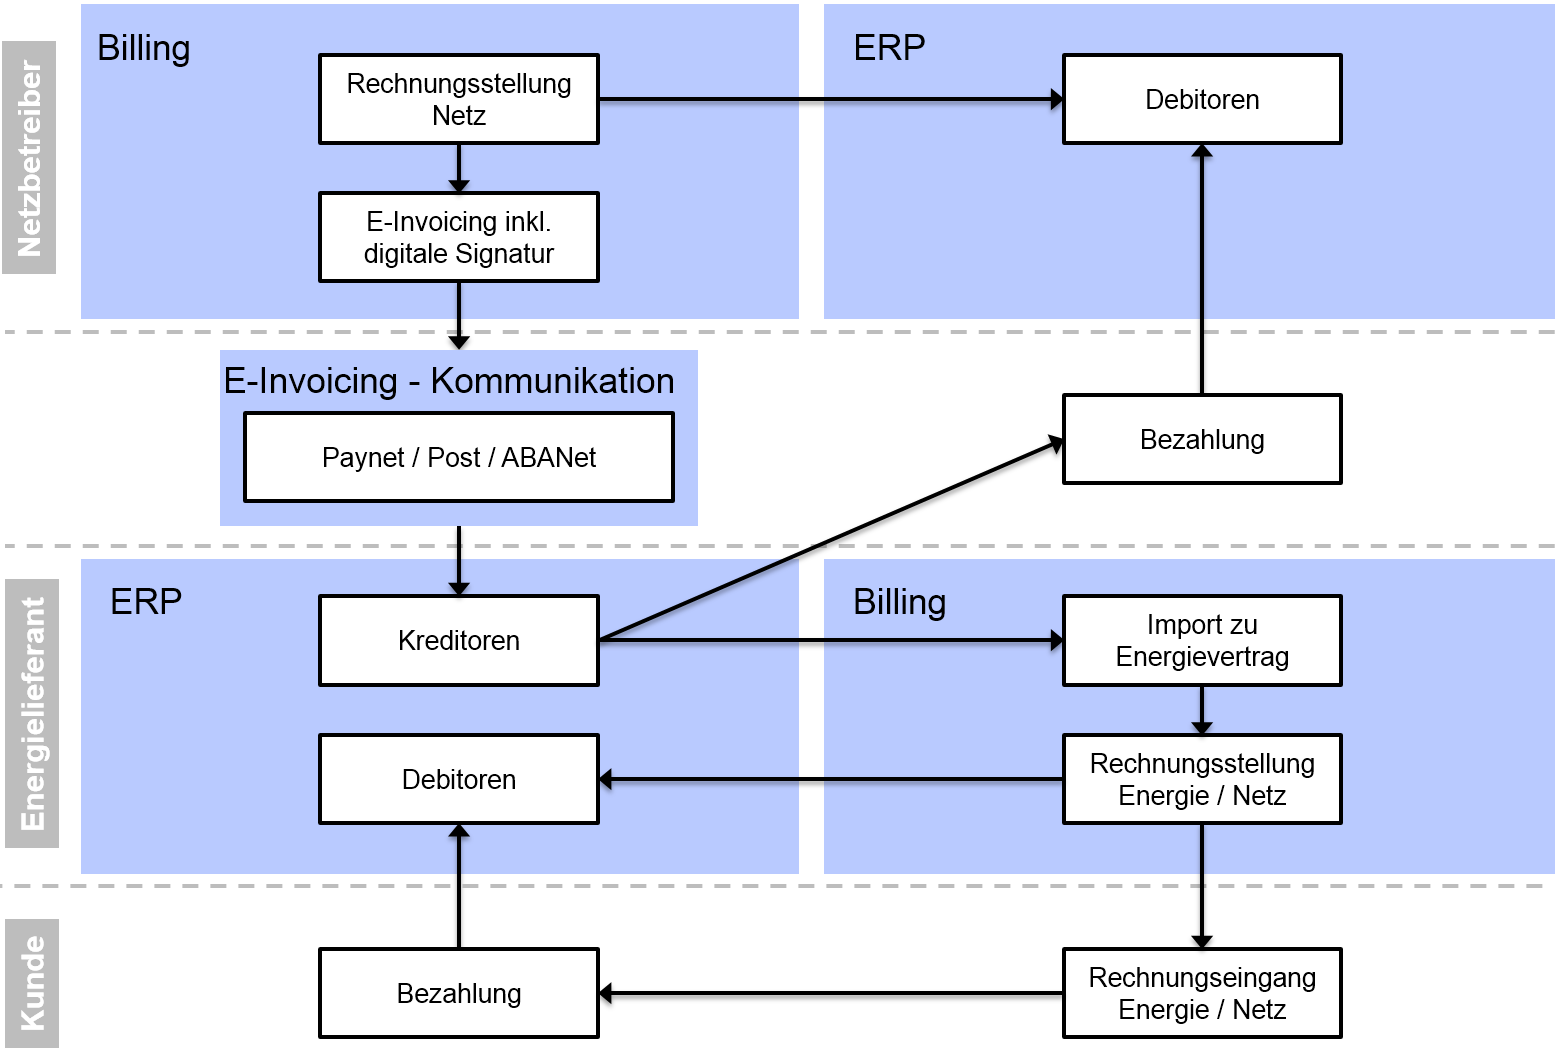 Netzbetreiber
Billing
Rechnungsstellung
Netz
E-Invoicing inkl.
digitale Signatur
ERP
Debitoren
E-Invoicing - Kommunikation
Paynet / Post / ABANet
Bezahlung
Energielieferant
ERP
Kreditoren
Debitoren
Billing
Import zu
Energievertrag
Rechnungsstellung
Energie / Netz
Kunde
Bezahlung
Rechnungseingang
Energie / Netz